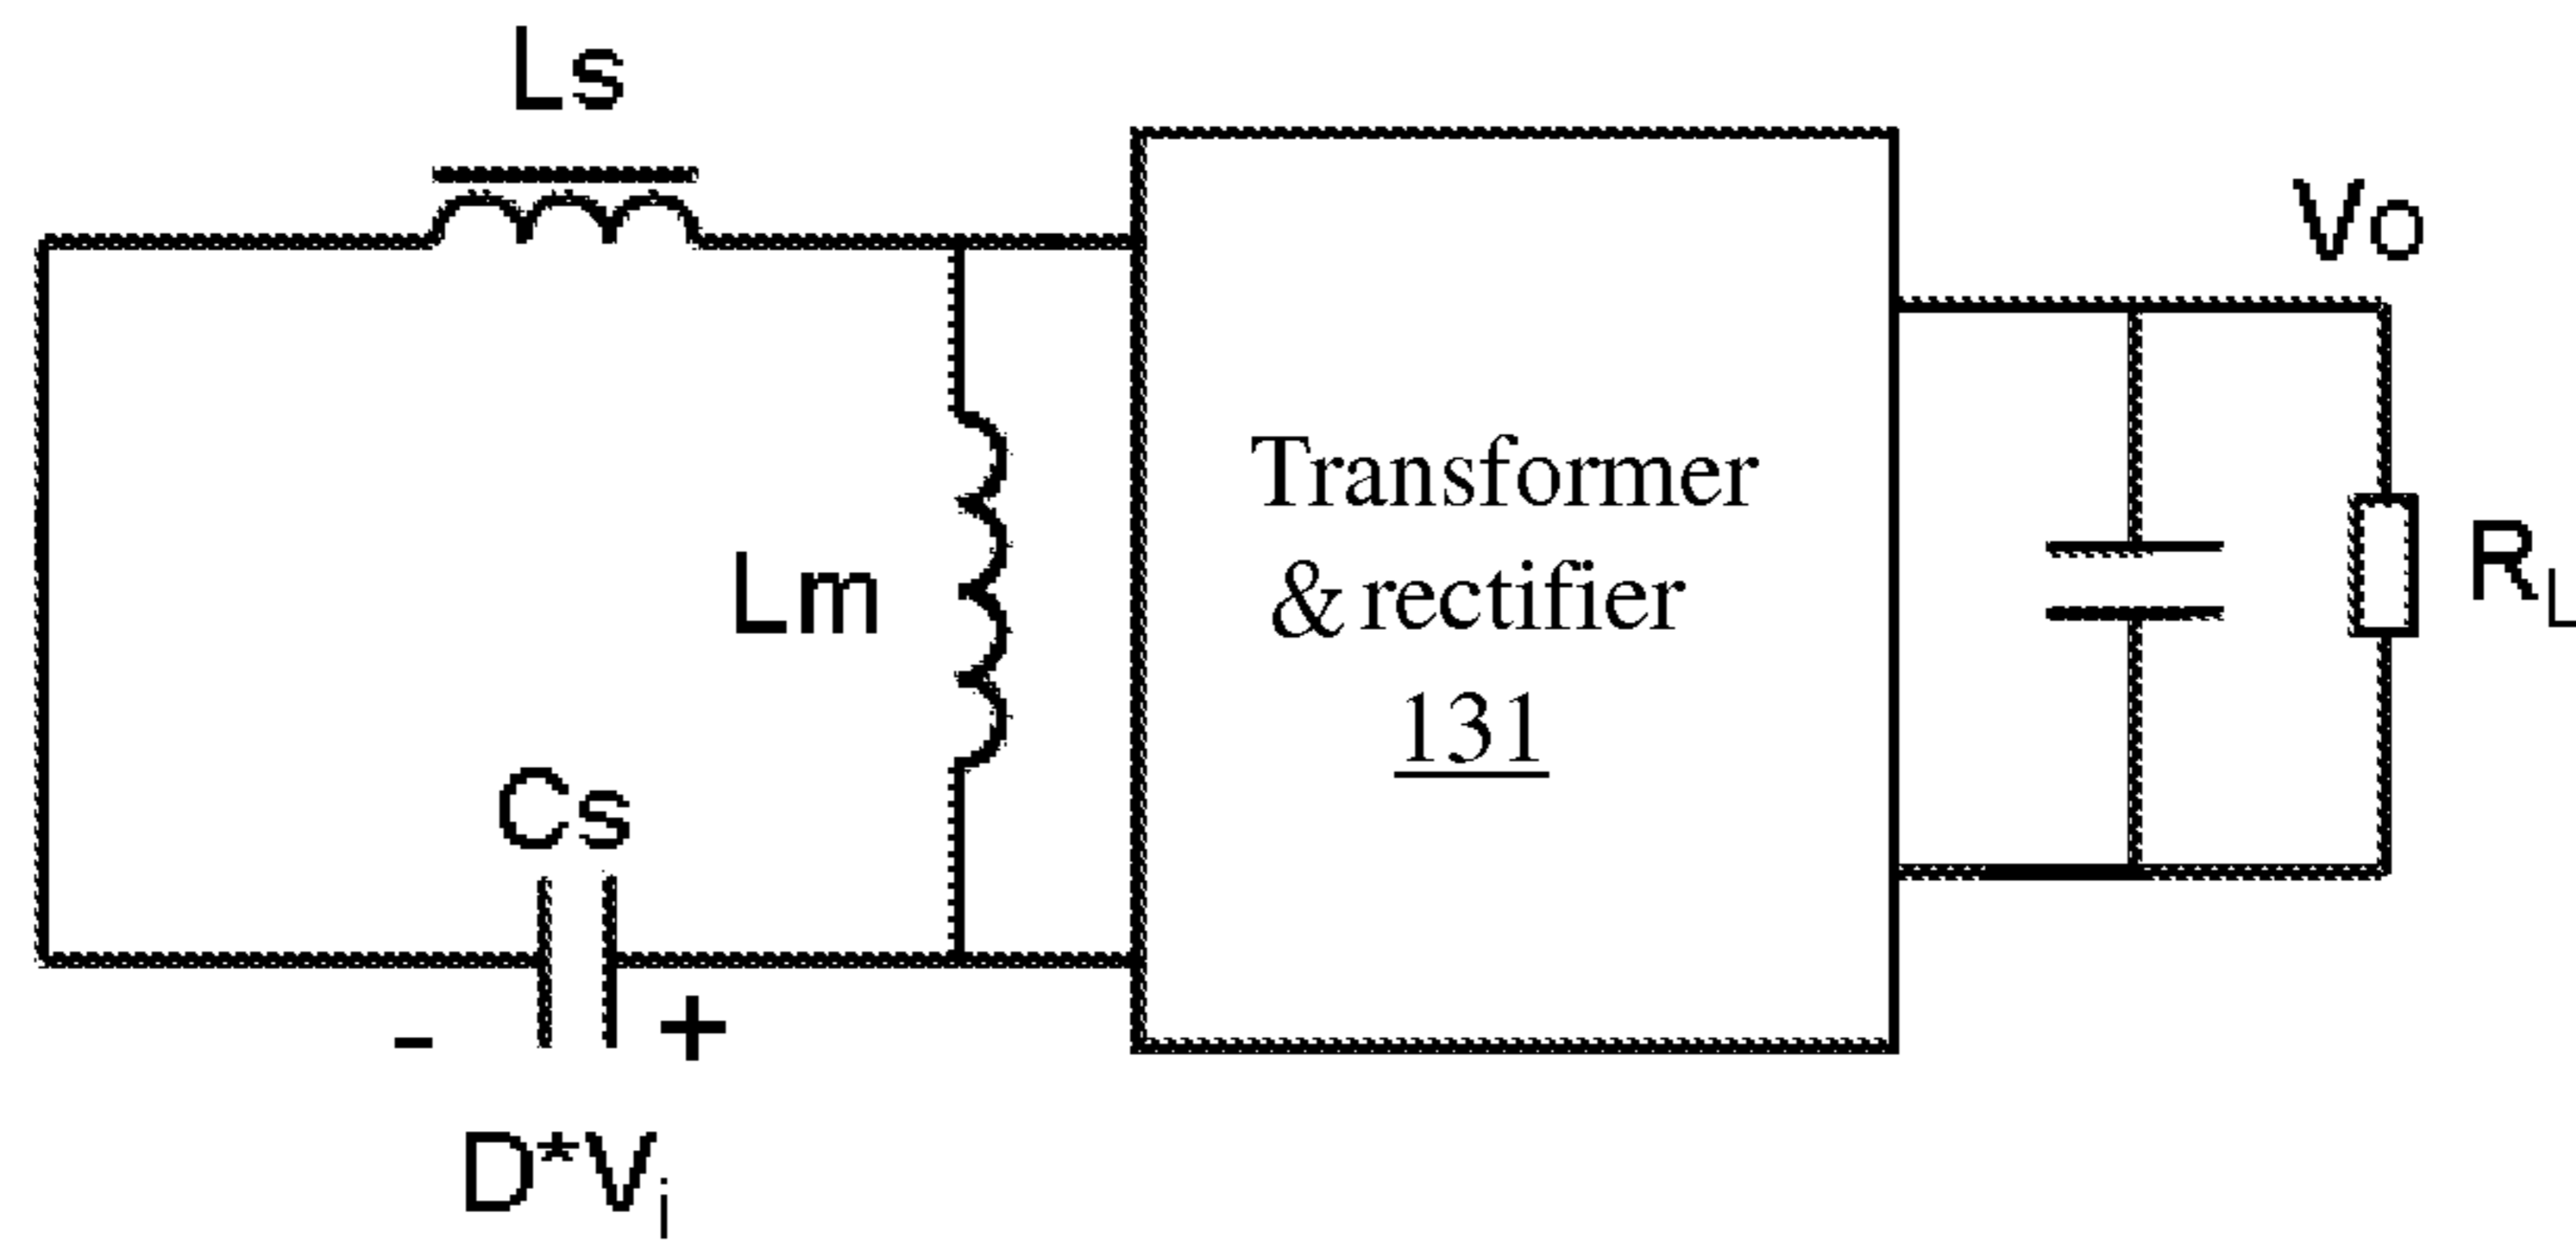 Ls
Vo
Transformer
& rectifier
131
Lm
RL
Cs
- +
D*Vi